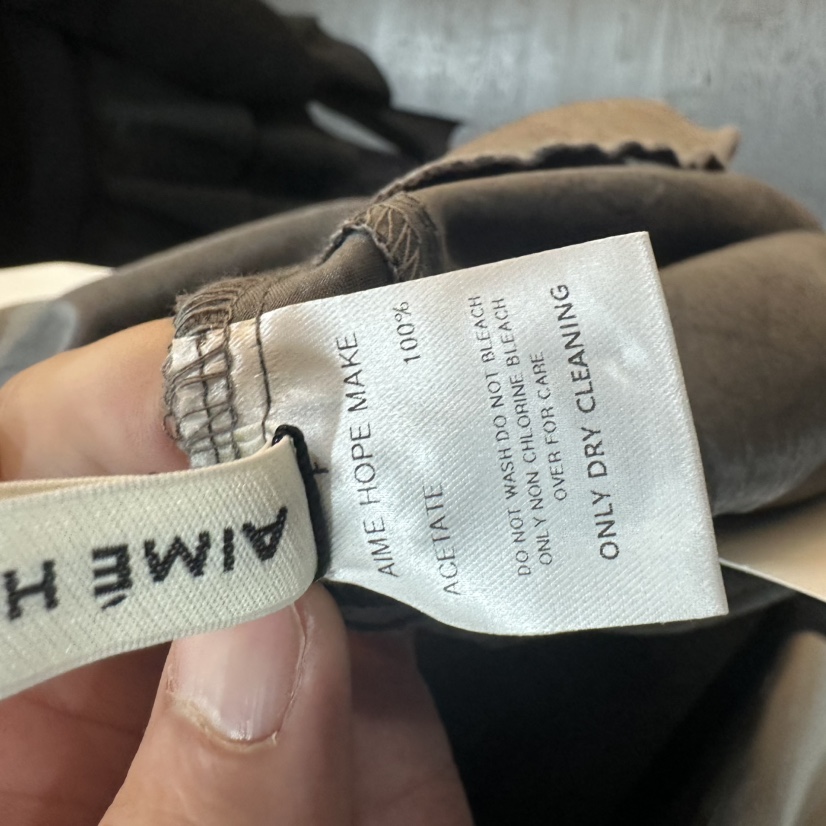 AIME HOPE MAKE
100%
ACETATE
DO NOT WASH DO NOT BLEACH
ONLY NON CHLORINE BLEACH
OVER FOR CARE
ONLY DRY CLEANING
AIMÈ